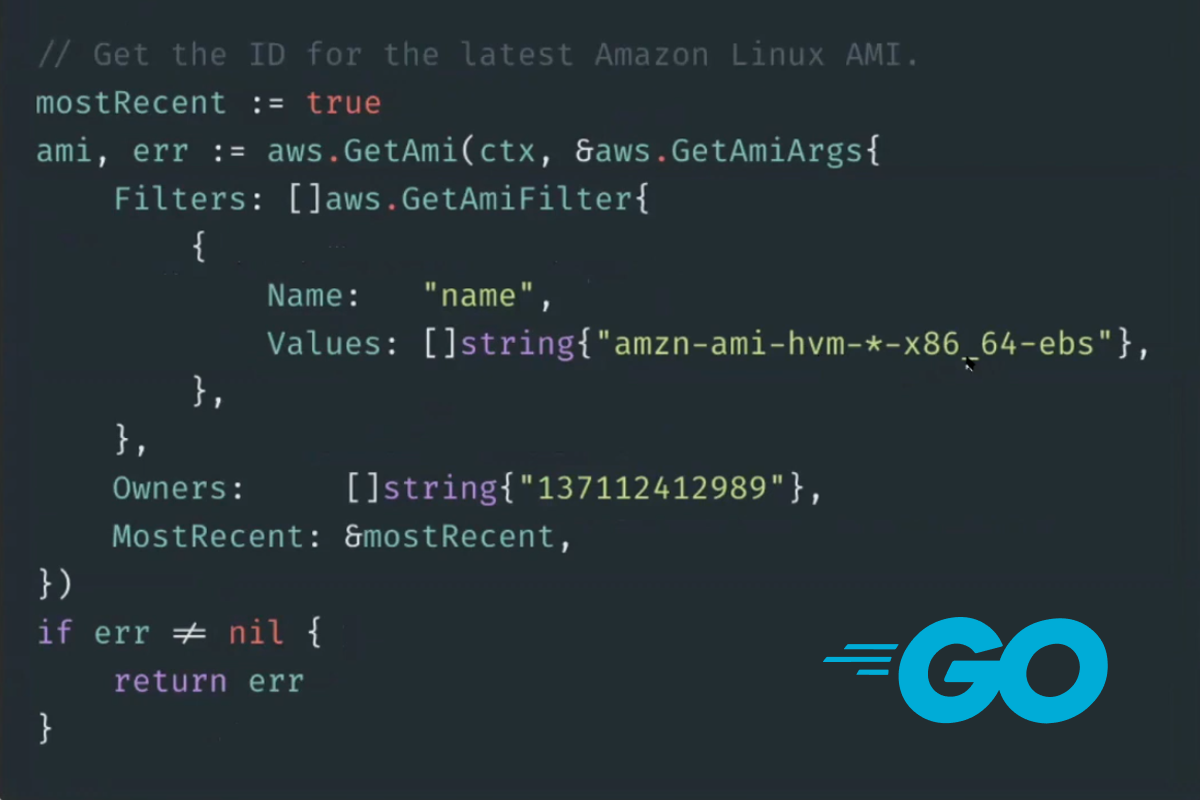 // Get the ID for the latest Amazon Linux AMI.
mostRecent := true
ami, err := aws.GetAmi(ctx, &aws.GetAmiArgs{
    Filters: []aws.GetAmiFilter{
        {
            Name:   "name",
            Values: []string{"amzn-ami-hvm-*-x86_64-ebs"},
        },
    },
    Owners:     []string{"137112412989"},
    MostRecent: &mostRecent,
})
if err ≠ nil {
    return err
}
GO